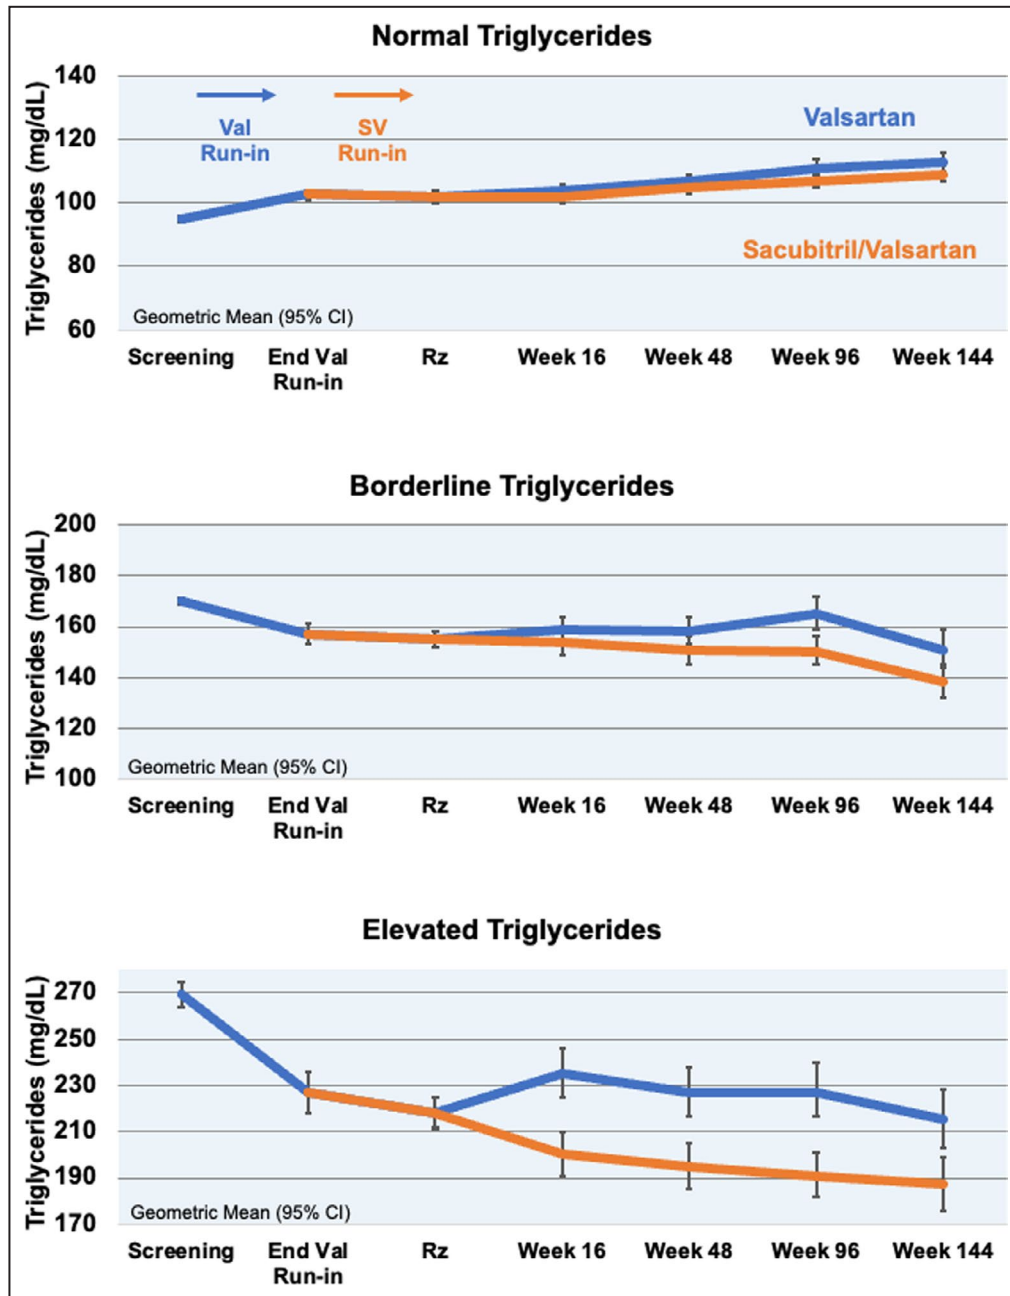 Normal Triglycerides
Triglycerides (mg/dL)
140
120
100
80
60
Val
Run-in
SV
Run-in
Valsartan
Sacubitril/Valsartan
Geometric Mean (95% CI)
Screening
End Val
Run-in
Rz
Week 16
Week 48
Week 96
Week 144
Borderline Triglycerides
Triglycerides (mg/dL)
200
180
160
140
120
100
Geometric Mean (95% CI)
Screening
End Val
Run-in
Rz
Week 16
Week 48
Week 96
Week 144
Elevated Triglycerides
Triglycerides (mg/dL)
270
250
230
210
190
170
Geometric Mean (95% CI)
Screening
End Val
Run-in
Rz
Week 16
Week 48
Week 96
Week 144